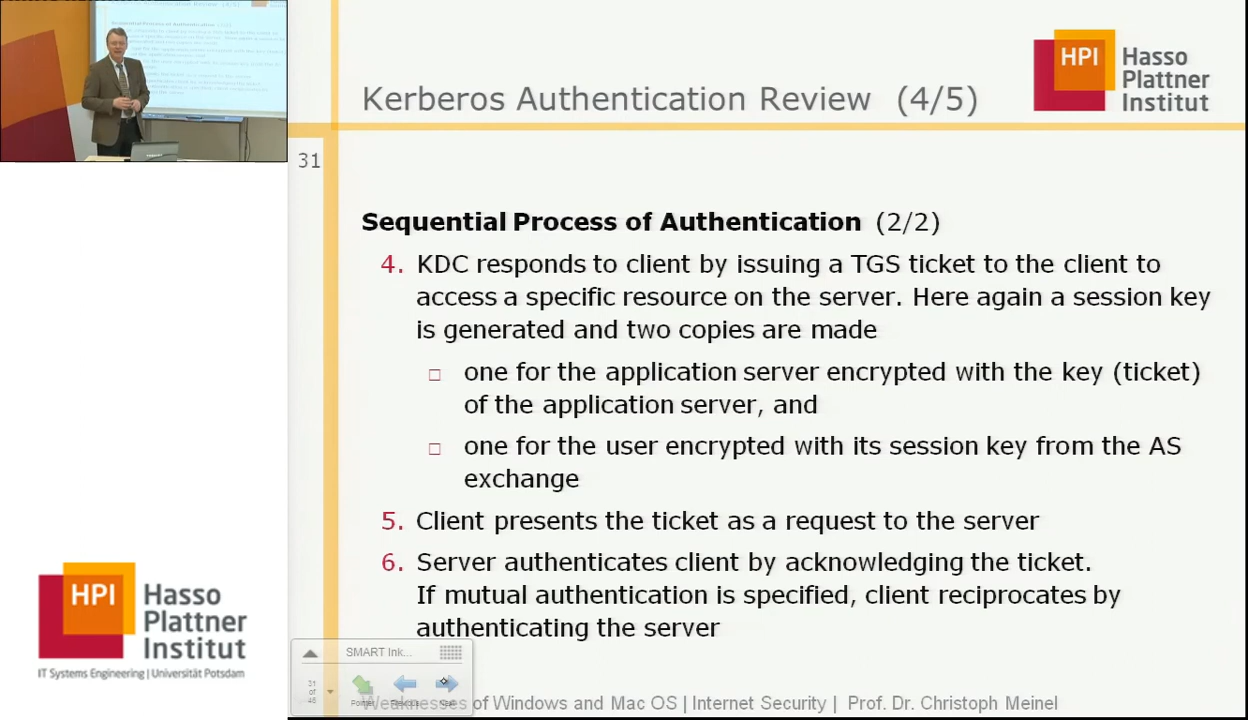 Kerberos Authentication Review (4/5)
HPI
Hasso
Plattner
Institut
31
Sequential Process of Authentication (2/2)
4. KDC responds to client by issuing a TGS ticket to the client to
access a specific resource on the server. Here again a session key
is generated and two copies are made
□ one for the application server encrypted with the key (ticket)
of the application server, and
□ one for the user encrypted with its session key from the AS
exchange
5. Client presents the ticket as a request to the server
6. Server authenticates client by acknowledging the ticket.
If mutual authentication is specified, client reciprocates by
authenticating the server
HPI
Hasso
Plattner
Institut
IT Systems Engineering | Universität Potsdam
SMART Ink...
31
of
46
Weaknesses of Windows and Mac OS | Internet Security | Prof. Dr. Christoph Meinel